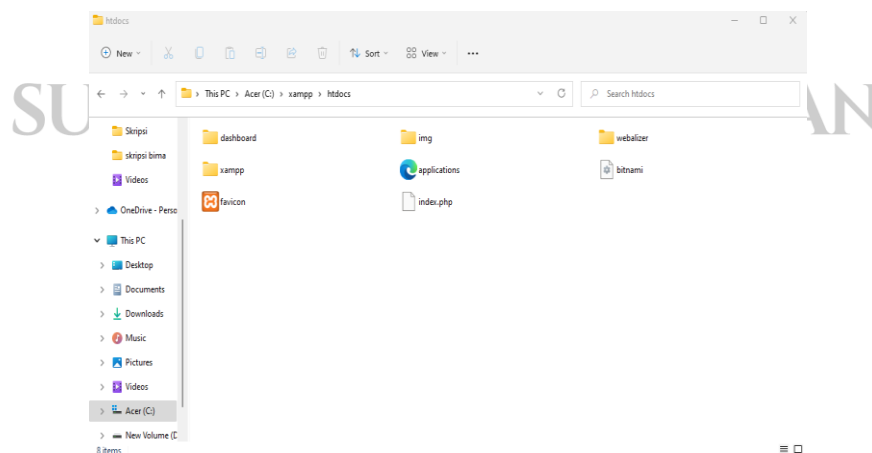 htdocs
New Sort View
SU AN
This PC > Acer (C:) > xampp > htdocs Search htdocs
Skripsi dashboard img webalizer
skripsi bima xampp applications bitnami
Videos favicon index.php
OneDrive - Perso
This PC
Desktop
Documents
Downloads
Music
Pictures
Videos
Acer (C:)
New Volume (D
8 items